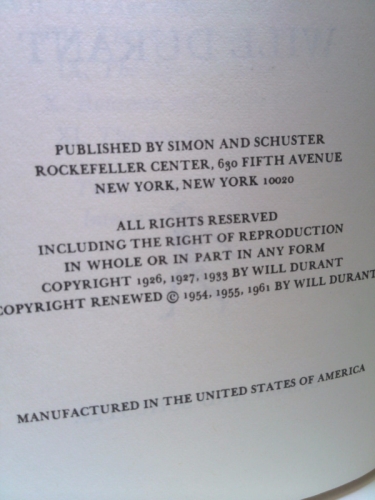 WILL DURANT
PUBLISHED BY SIMON AND SCHUSTER
ROCKEFELLER CENTER, 630 FIFTH AVENUE
NEW YORK, NEW YORK 10020
ALL RIGHTS RESERVED
INCLUDING THE RIGHT OF REPRODUCTION
IN WHOLE OR IN PART IN ANY FORM
COPYRIGHT 1926, 1927, 1933 BY WILL DURANT
COPYRIGHT RENEWED © 1954, 1955, 1961 BY WILL DURANT
MANUFACTURED IN THE UNITED STATES OF AMERICA